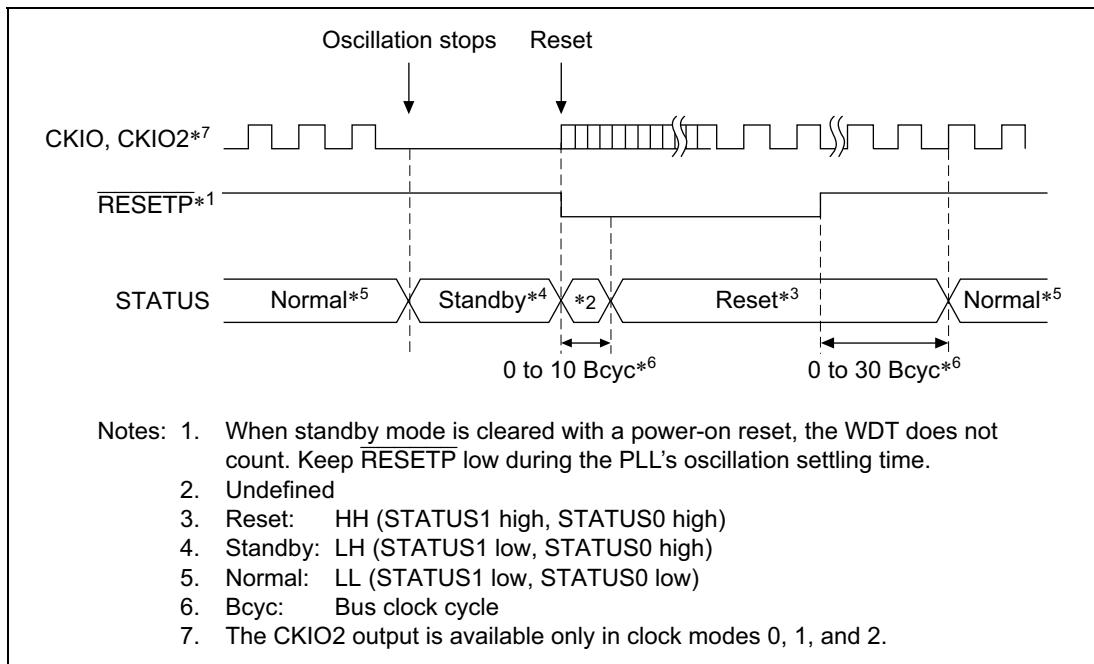 Oscillation stops Reset
CKIO, CKIO2*7
RESETP*1
STATUS Normal*5 Standby*4 *2 Reset*3 Normal*5
0 to 10 Bcyc*6 0 to 30 Bcyc*6
Notes: 1. When standby mode is cleared with a power-on reset, the WDT does not
count. Keep RESETP low during the PLL's oscillation settling time.
2. Undefined
3. Reset: HH (STATUS1 high, STATUS0 high)
4. Standby: LH (STATUS1 low, STATUS0 high)
5. Normal: LL (STATUS1 low, STATUS0 low)
6. Bcyc: Bus clock cycle
7. The CKIO2 output is available only in clock modes 0, 1, and 2.